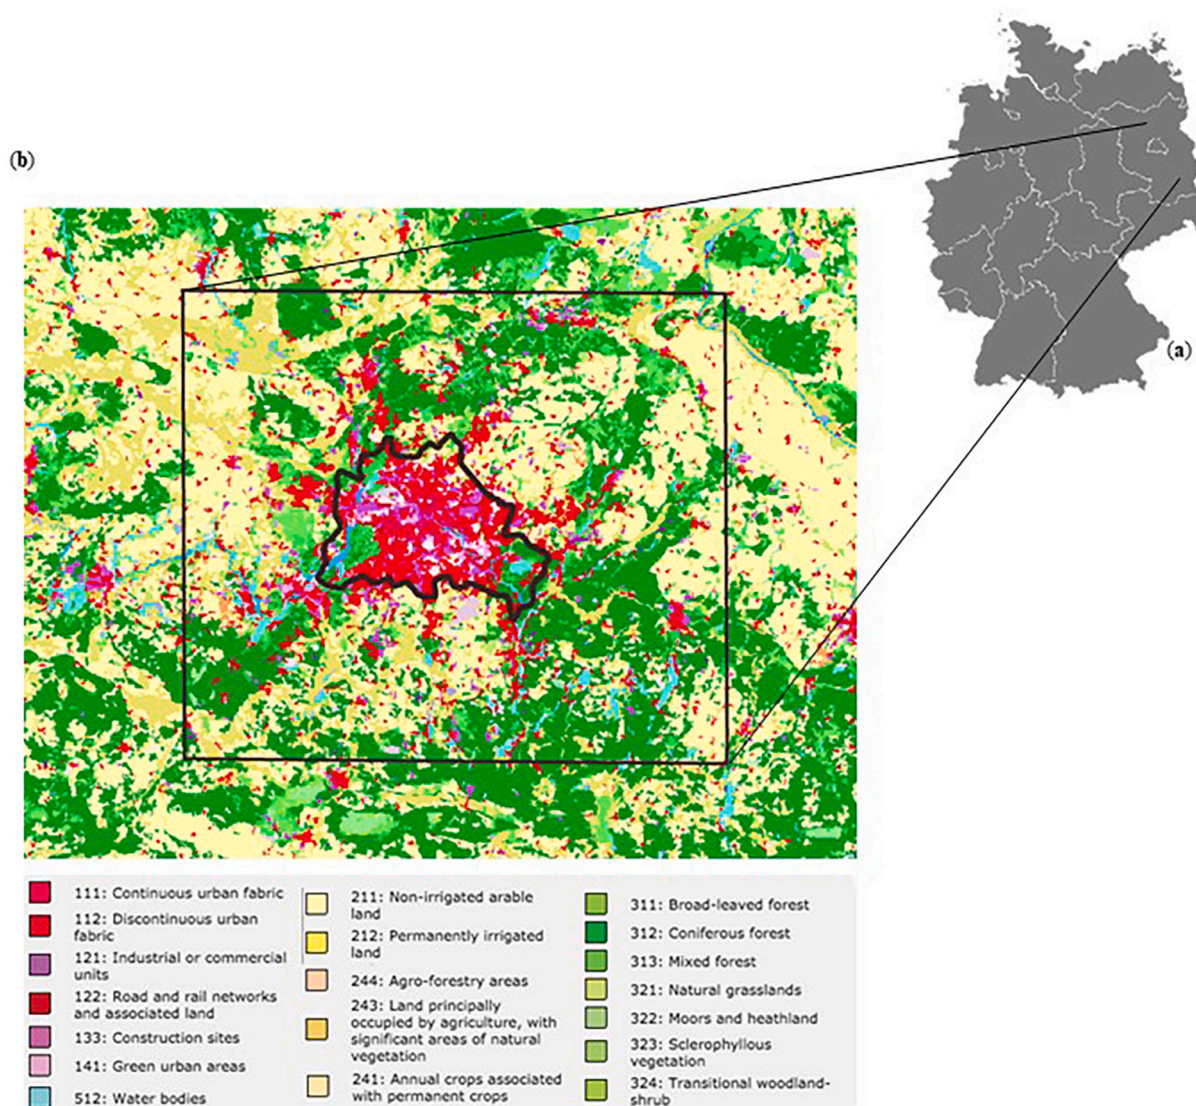 (b)
(a)
111: Continuous urban fabric
112: Discontinuous urban
fabric
121: Industrial or commercial
units
122: Road and rail networks
and associated land
133: Construction sites
141: Green urban areas
512: Water bodies
211: Non-irrigated arable
land
212: Permanently irrigated
land
244: Agro-forestry areas
243: Land principally
occupied by agriculture, with
significant areas of natural
vegetation
241: Annual crops associated
with permanent crops
311: Broad-leaved forest
312: Coniferous forest
313: Mixed forest
321: Natural grasslands
322: Moors and heathland
323: Sclerophyllous
vegetation
324: Transitional woodland-
shrub